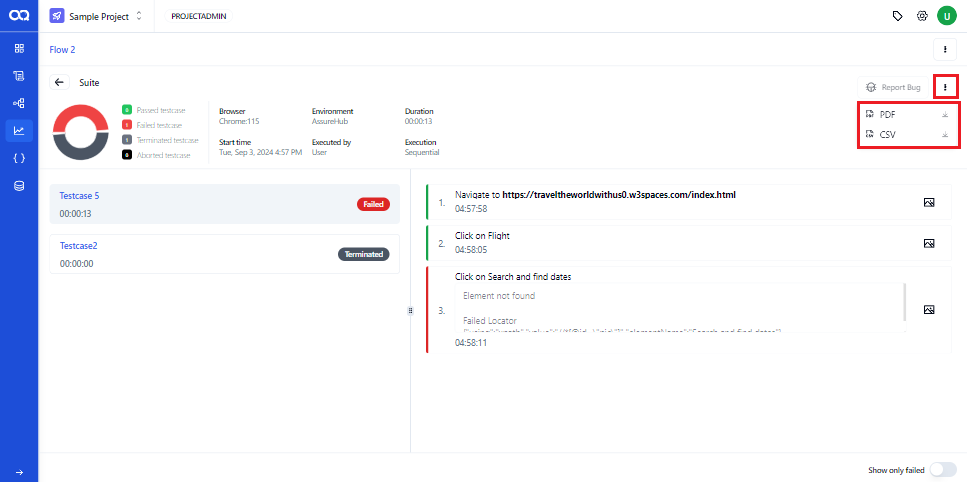 Sample Project
PROJECTADMIN
U
Flow 2
Suite
Report Bug
PDF
CSV
0 Passed testcase
1 Failed testcase
1 Terminated testcase
0 Aborted testcase
Browser
Chrome:115
Environment
AssureHub
Duration
00:00:13
Start time
Tue, Sep 3, 2024 4:57 PM
Executed by
User
Execution
Sequential
Testcase 5
00:00:13
Failed
Testcase2
00:00:00
Terminated
1.
Navigate to https://traveltheworldwithus0.w3spaces.com/index.html
04:57:58
2.
Click on Flight
04:58:05
3.
Click on Search and find dates
Element not found
Failed Locator
04:58:11
Show only failed